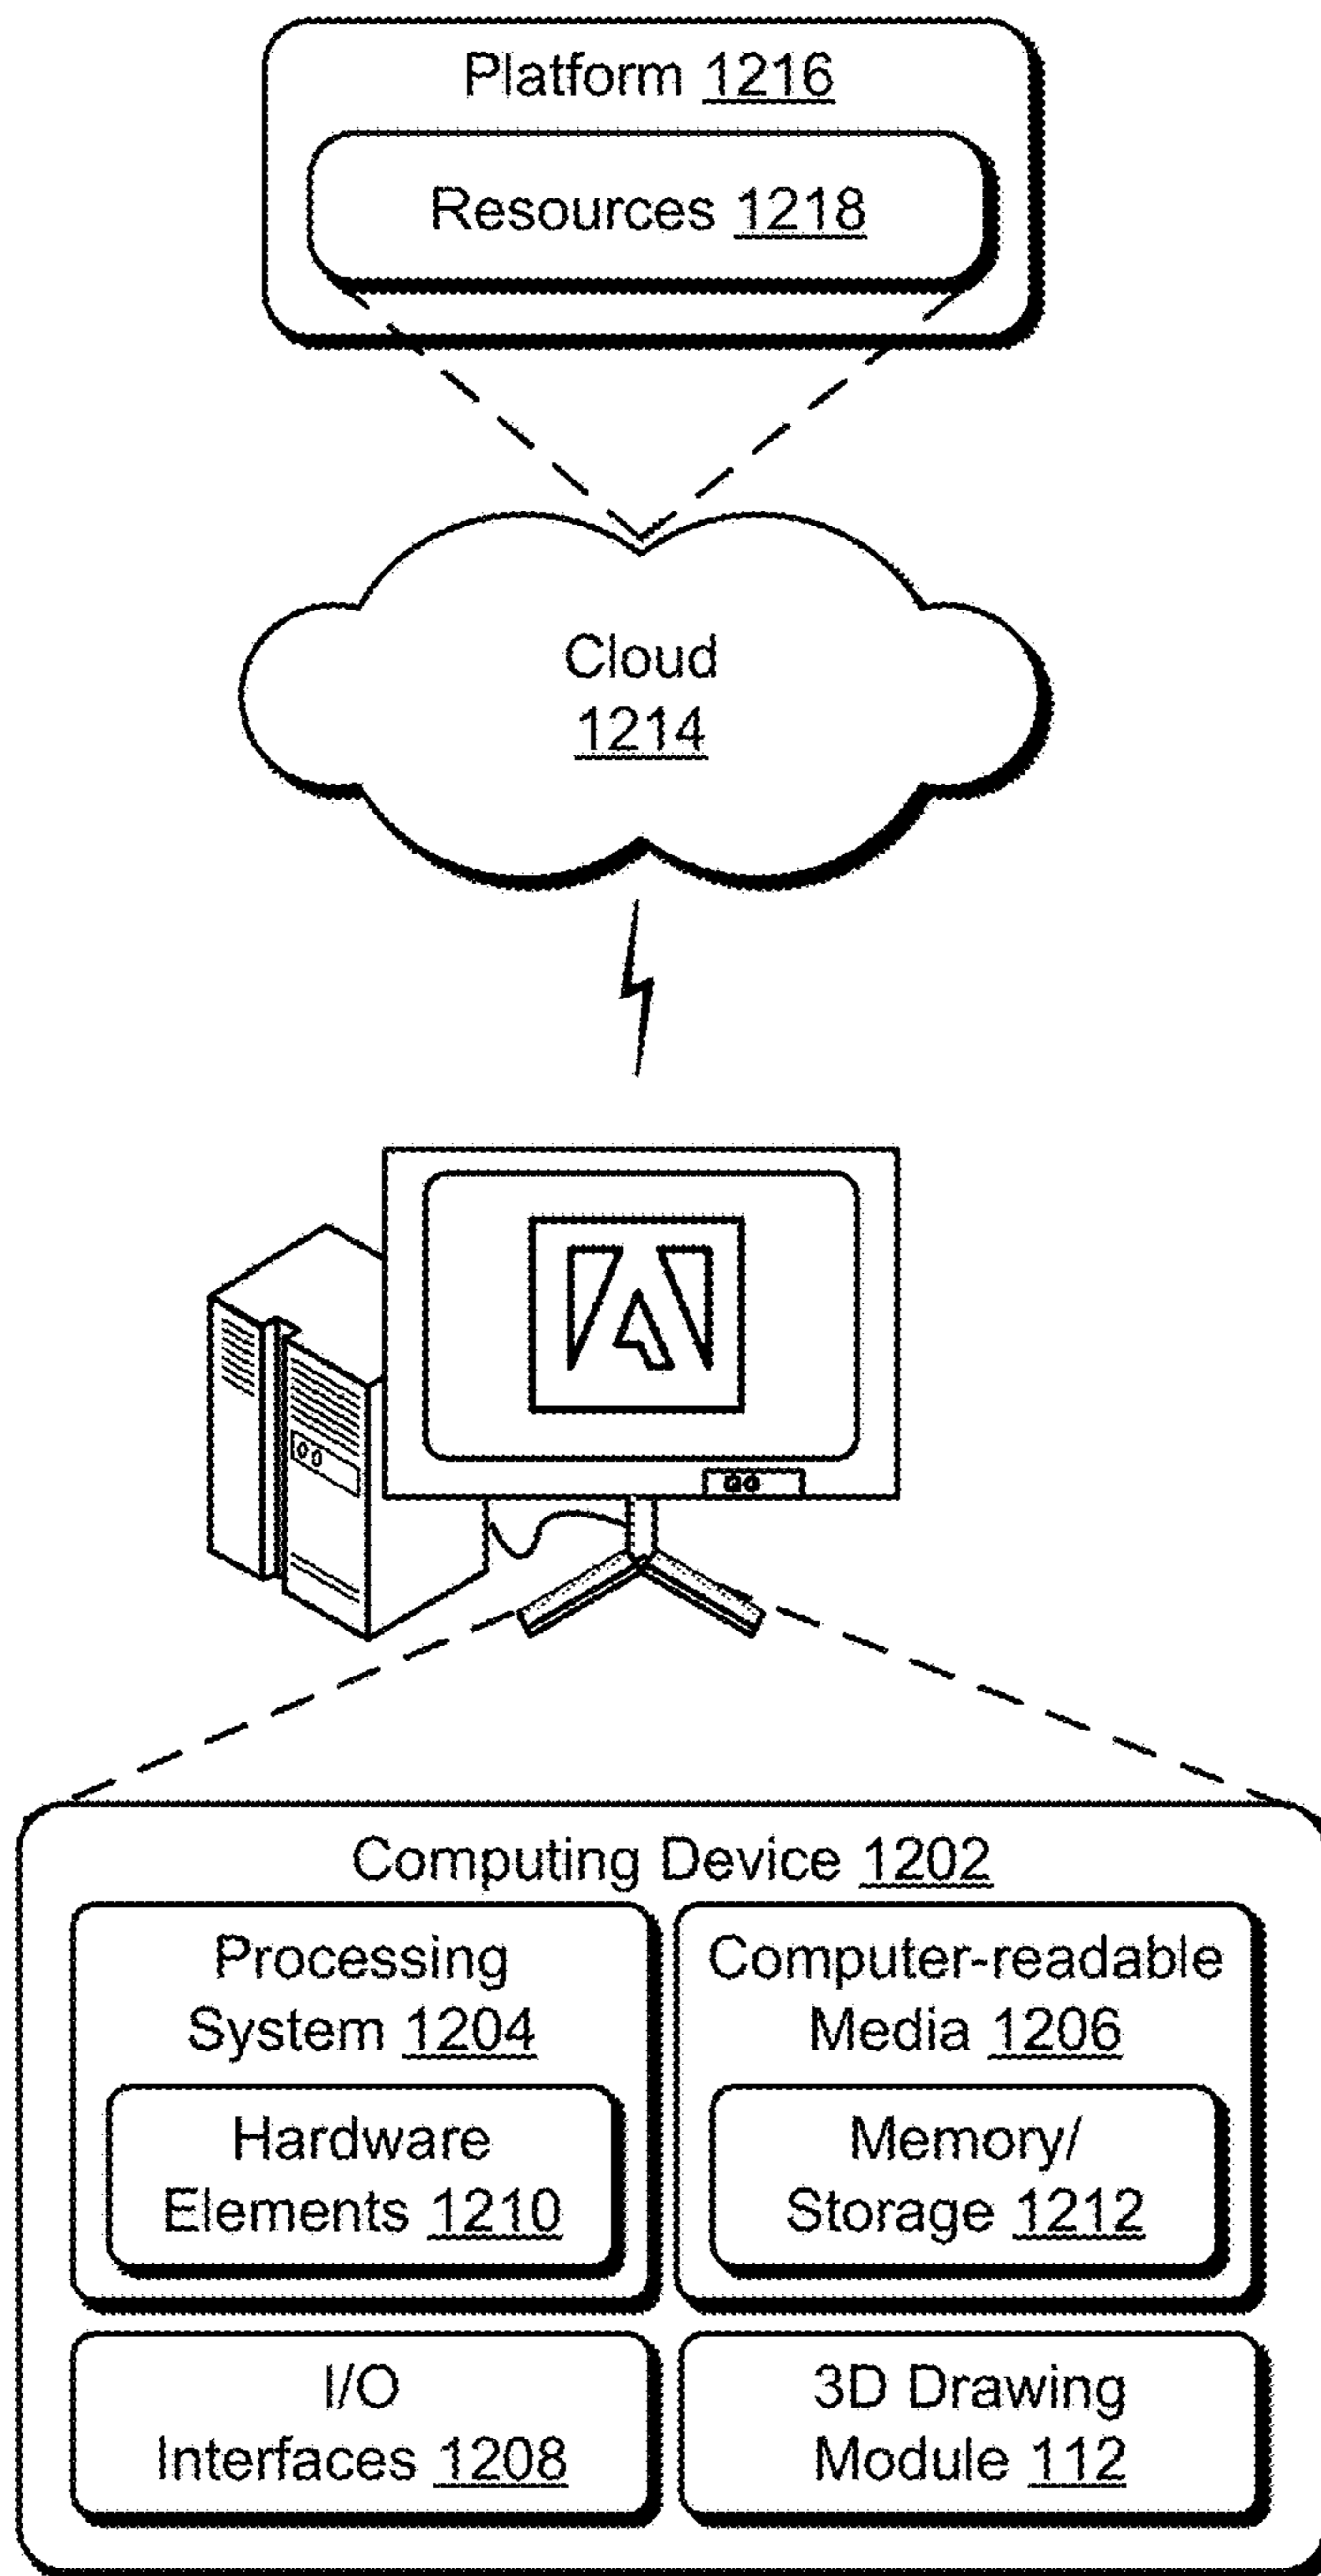 Platform 1216
Resources 1218
Cloud
1214
Computing Device 1202
Processing
System 1204
Hardware
Elements 1210
Computer-readable
Media 1206
Memory/
Storage 1212
I/O
Interfaces 1208
3D Drawing
Module 112